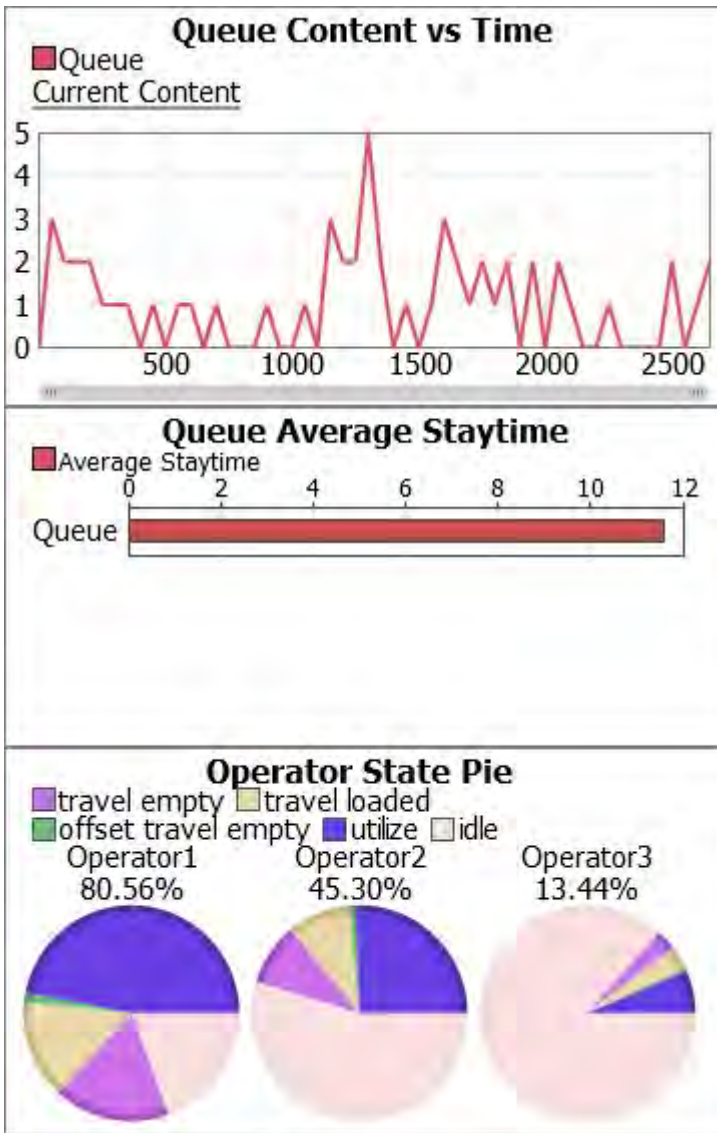 Queue Content vs Time
Queue
Current Content
5
4
3
2
1
0
500 1000 1500 2000 2500
Queue Average Staytime
Average Staytime
0 2 4 6 8 10 12
Queue
Operator State Pie
travel empty travel loaded
offset travel empty utilize idle
Operator1 Operator2 Operator3
80.56% 45.30% 13.44%